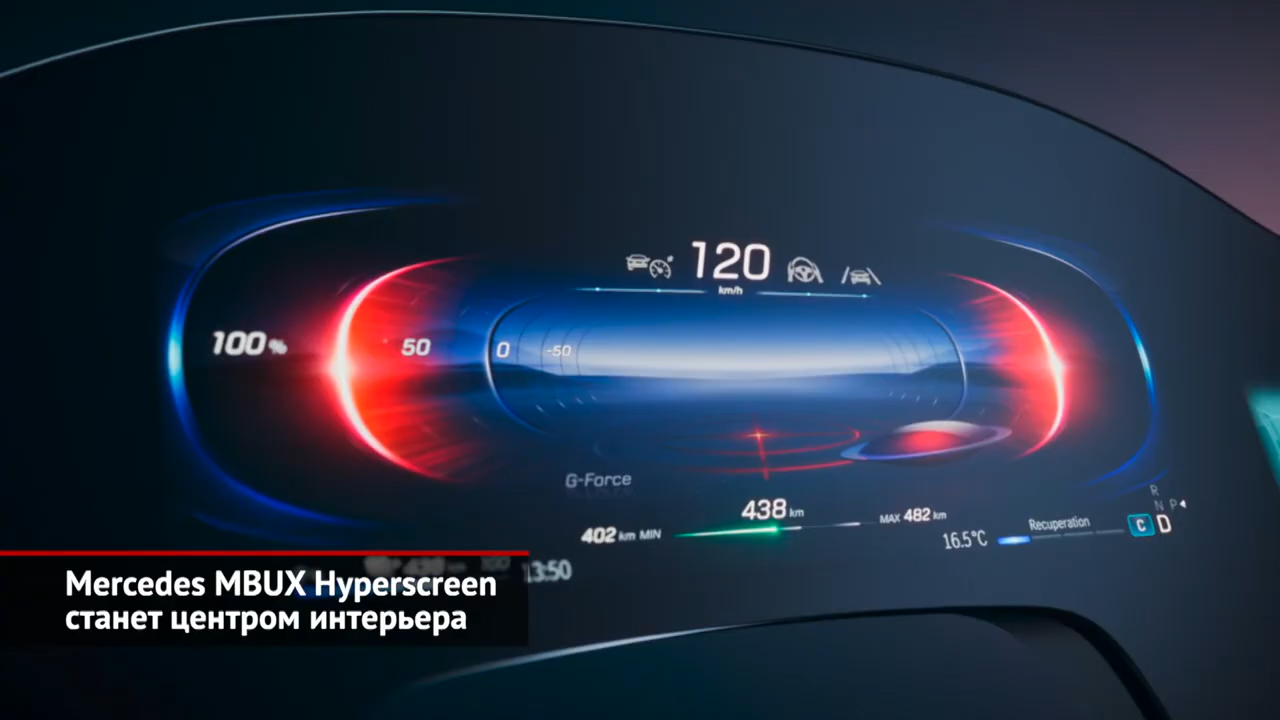 120
km/h
100 %
50
0
-50
G-Force
438 km
402 km MIN
MAX 482 km
16.5°C
Recuperation
C
D
R
N
P
13:50
Mercedes MBUX Hyperscreen
станет центром интерьера